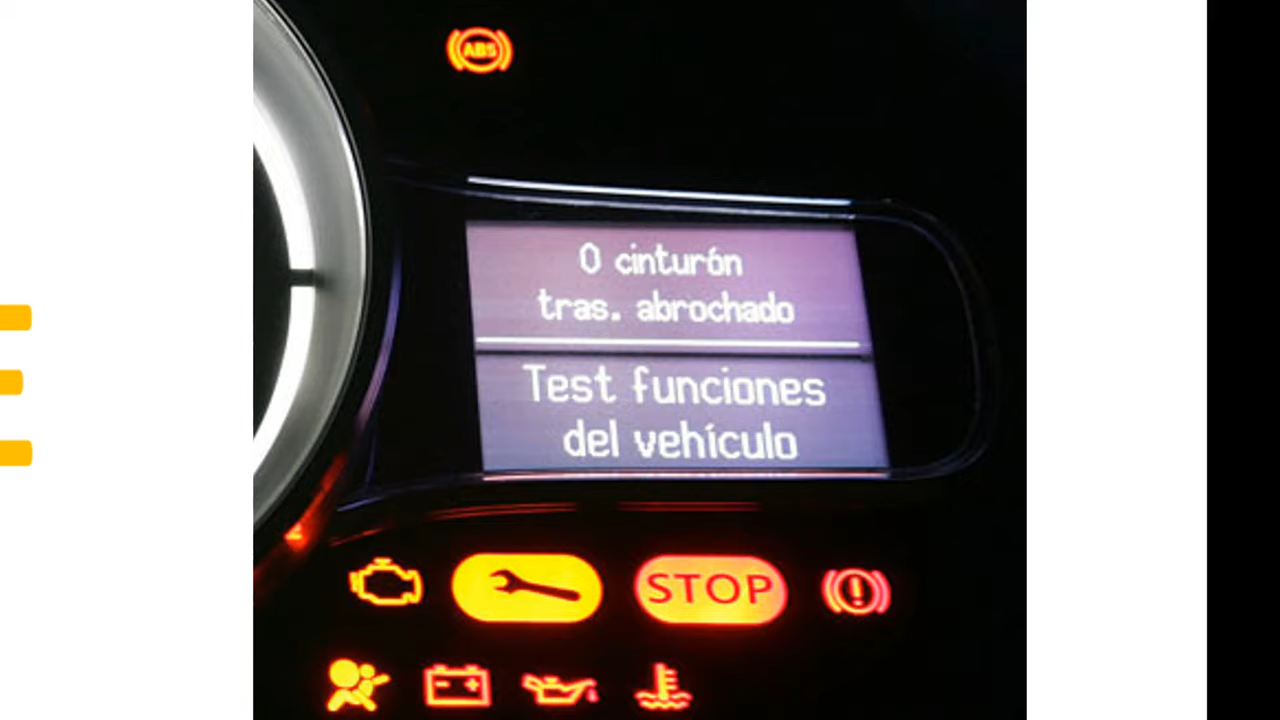 ABS
0 cinturón
tras. abrochado
Test funciones
del vehículo
STOP